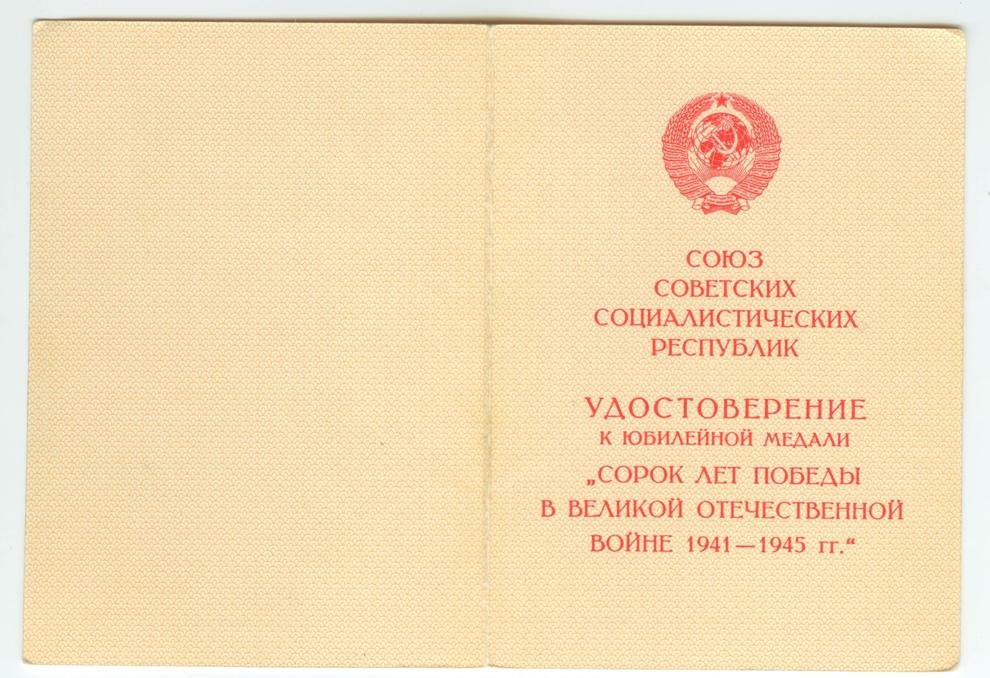 СОЮЗ
СОВЕТСКИХ
СОЦИАЛИСТИЧЕСКИХ
РЕСПУБЛИК
УДОСТОВЕРЕНИЕ
К ЮБИЛЕЙНОЙ МЕДАЛИ
„СОРОК ЛЕТ ПОБЕДЫ
В ВЕЛИКОЙ ОТЕЧЕСТВЕННОЙ
ВОЙНЕ 1941—1945 гг.“